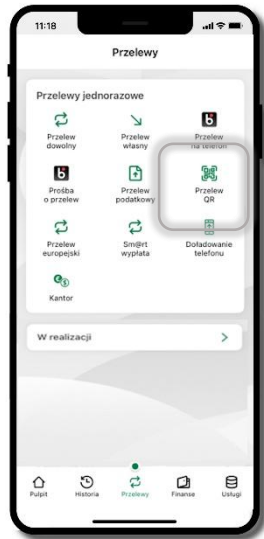 11:18
Przelewy
Przelewy jednorazowe
Przelew
dowolny
Przelew
własny
Przelew
na telefon
Prośba
o przelew
Przelew
podatkowy
Przelew
QR
Przelew
europejski
Sm@rt
wypłata
Doładowanie
telefonu
Kantor
W realizacji
Pulpit
Historia
Przelewy
Finanse
Usługi